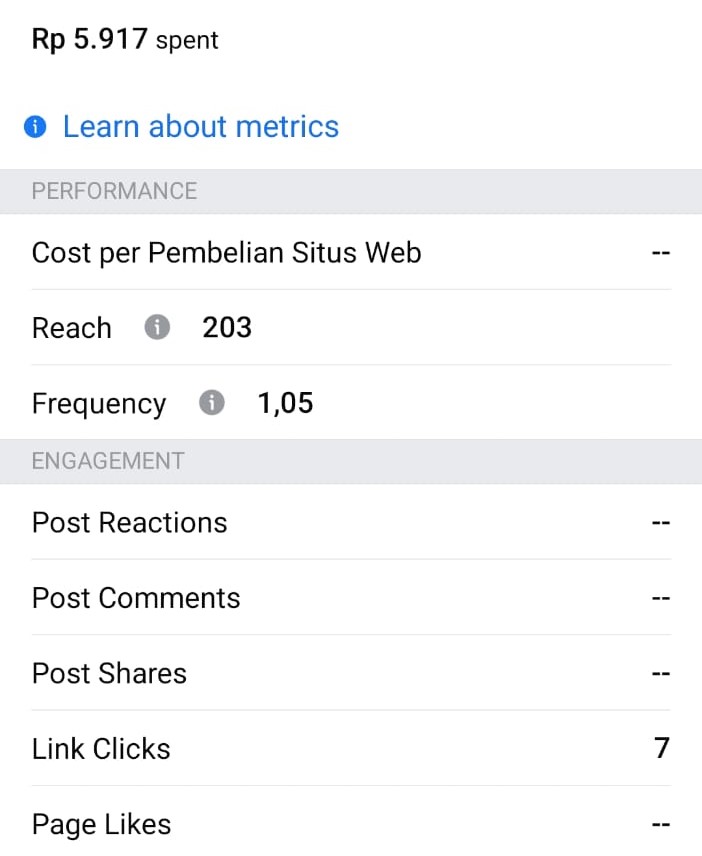 Rp 5.917 spent
Learn about metrics
PERFORMANCE
Cost per Pembelian Situs Web --
Reach 203
Frequency 1,05
ENGAGEMENT
Post Reactions --
Post Comments --
Post Shares --
Link Clicks 7
Page Likes --